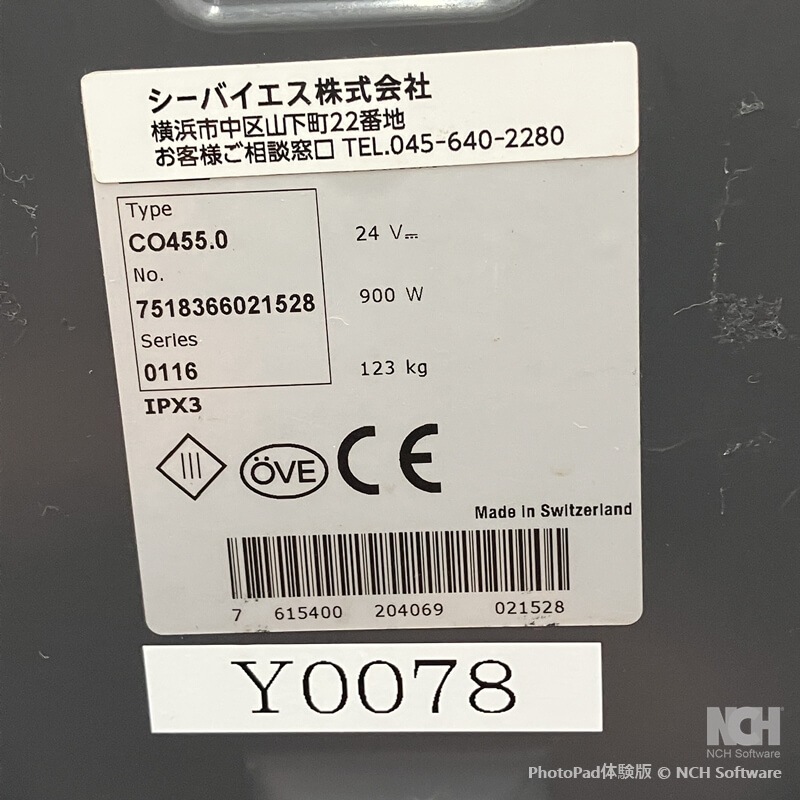 シーバイエス株式会社
横浜市中区山下町22番地
お客様ご相談窓口 TEL.045-640-2280
Type
CO455.0
24 V
No.
7518366021528
900 W
Series
0116
123 kg
IPX3
III
ÖVE
CE
Made in Switzerland
7 615400 204069 021528
Y0078
NCH
NCH Software
PhotoPad体験版 © NCH Software